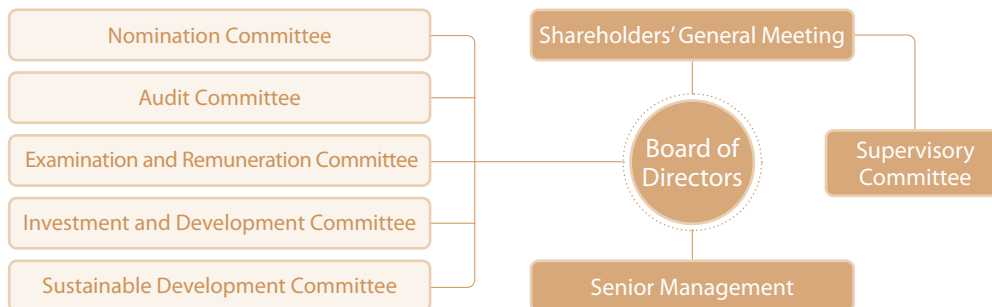 Nomination Committee
Audit Committee
Examination and Remuneration Committee
Investment and Development Committee
Sustainable Development Committee
Shareholders’ General Meeting
Board of
Directors
Supervisory
Committee
Senior Management